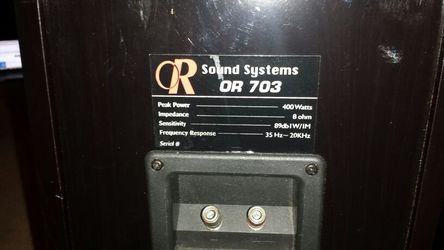 OR Sound Systems
OR 703
Peak Power 400 Watts
Impedance 8 ohm
Sensitivity 89db1W/1M
Frequency Response 35 Hz – 20KHz
Serial #